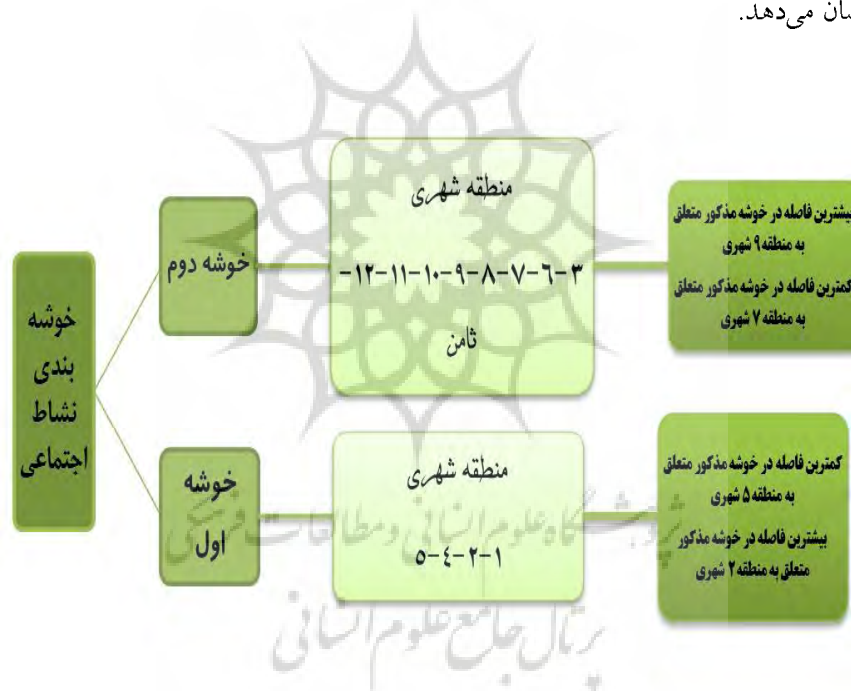 می‌دهد.
خوشه
بندی
نشاط
اجتماعی
خوشه دوم
منطقه شهری
۳-۶-۷-۸-۹-۱۰-۱۱-۱۲-
ثامن
بیشترین فاصله در خوشه مذکور متعلق
به منطقه ۹ شهری
کمترین فاصله در خوشه مذکور متعلق
به منطقه ۷ شهری
خوشه
اول
منطقه شهری
۱-۲-۴-۵
کمترین فاصله در خوشه مذکور متعلق
به منطقه ۵ شهری
بیشترین فاصله در خوشه مذکور
متعلق به منطقه ۲ شهری
پژوهشگاه علوم انسانی و مطالعات فرهنگی
پرتال جامع علوم انسانی